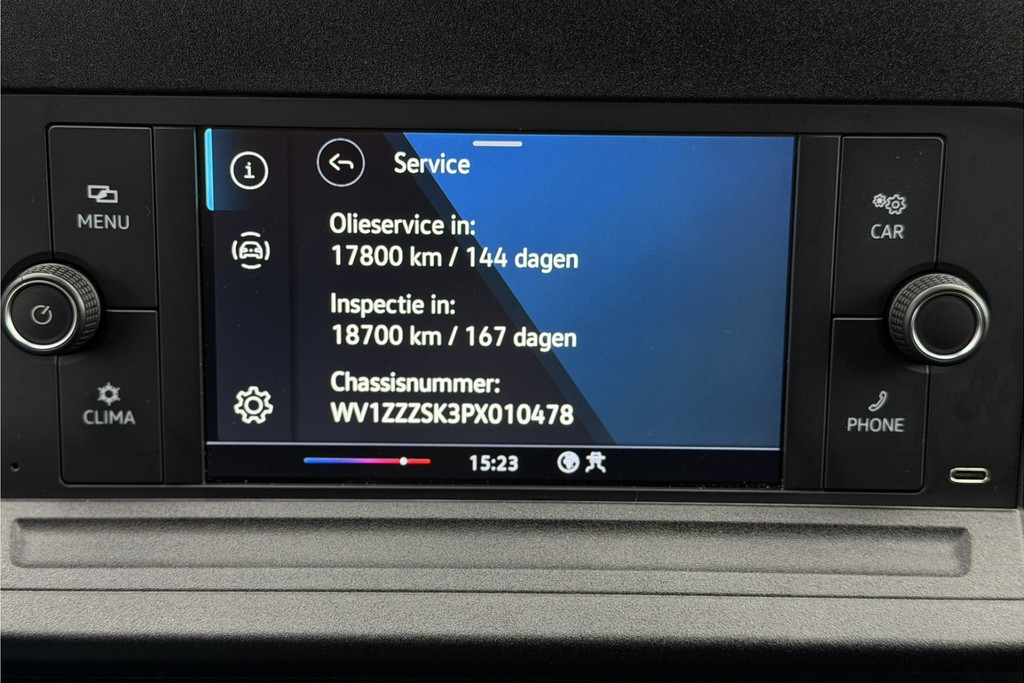 Service
MENU
CAR
Olieservice in:
17800 km / 144 dagen
Inspectie in:
18700 km / 167 dagen
CLIMA
Chassisnummer:
WV1ZZZSK3PX010478
PHONE
15:23